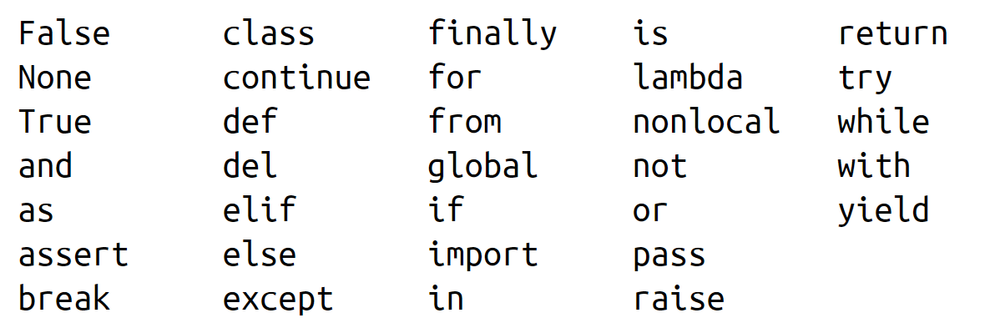 False class finally is return
None continue for lambda try
True def from nonlocal while
and del global not with
as elif if or yield
assert else import pass
break except in raise